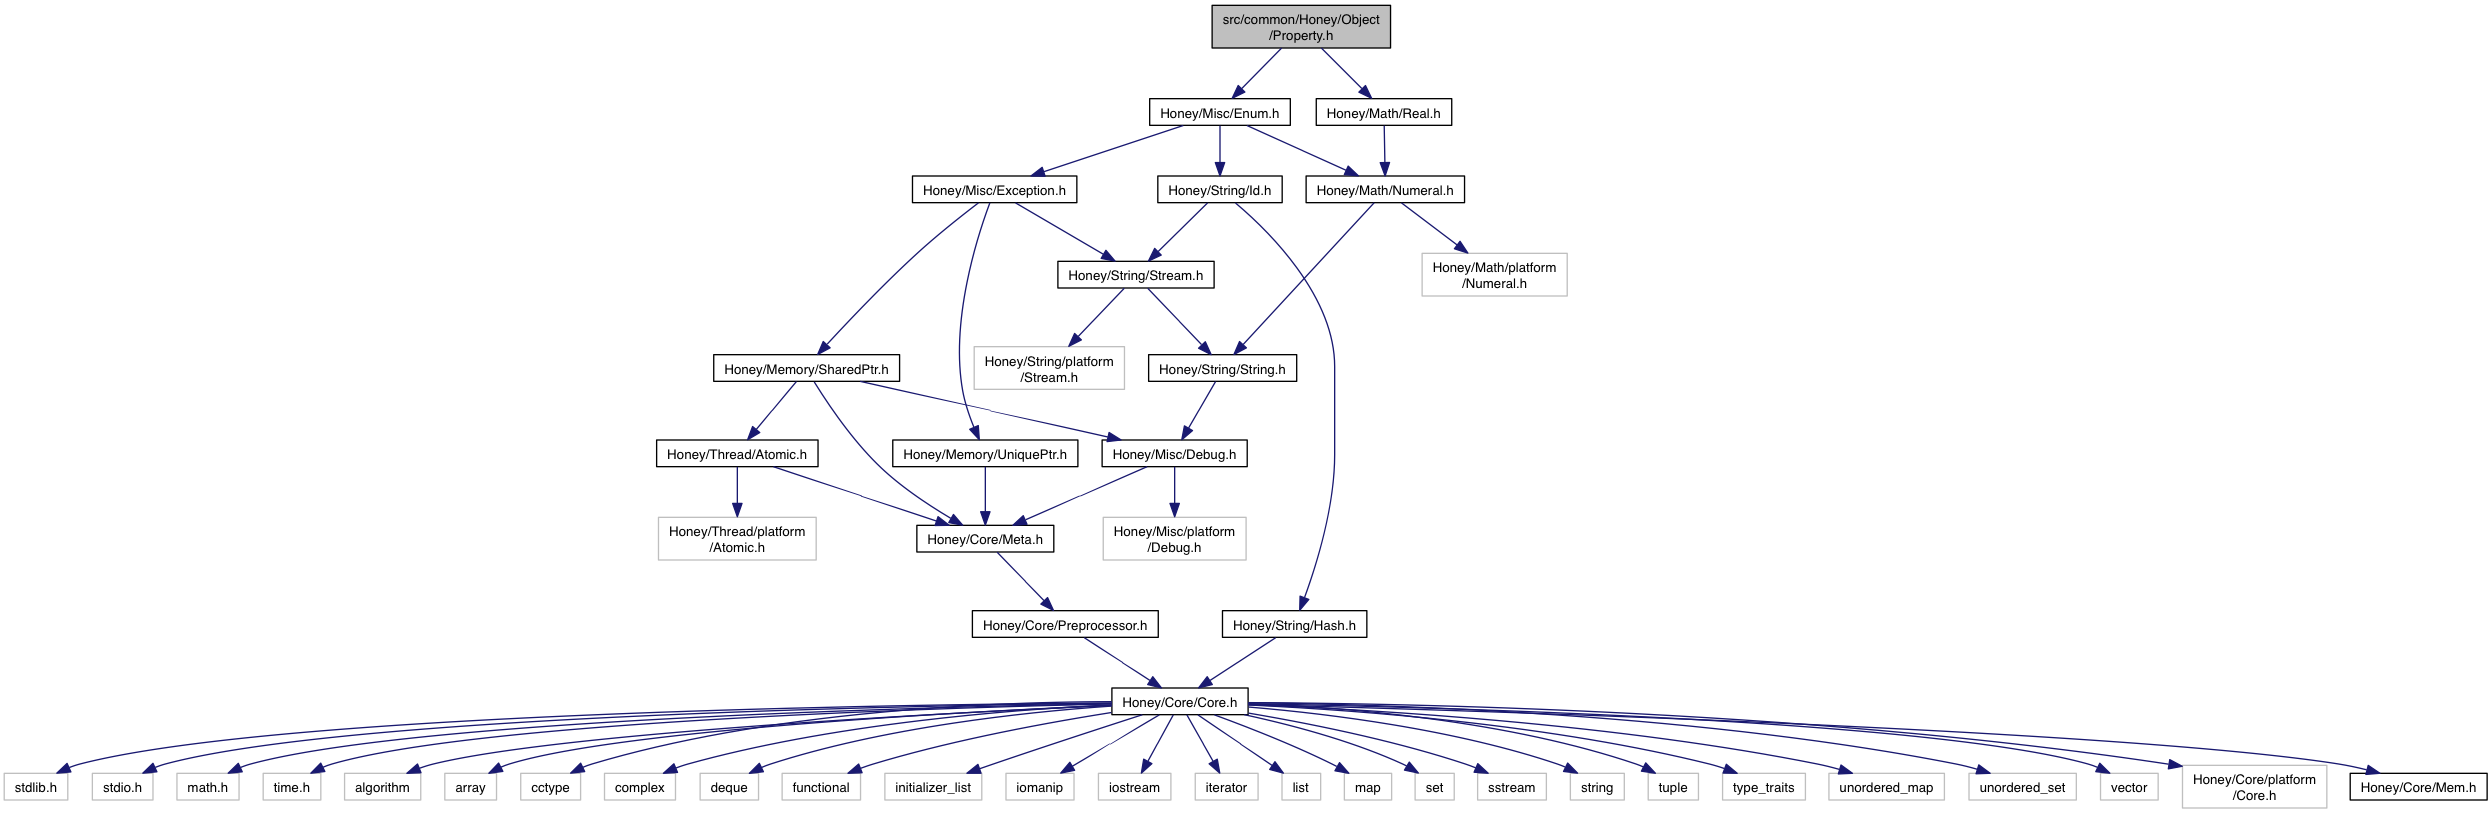 src/common/Honey/Object
/Property.h
Honey/Misc/Enum.h
Honey/Math/Real.h
Honey/Misc/Exception.h
Honey/String/Id.h
Honey/Math/Numeral.h
Honey/String/Stream.h
Honey/Math/platform
/Numeral.h
Honey/Memory/SharedPtr.h
Honey/String/platform
/Stream.h
Honey/String/String.h
Honey/Thread/Atomic.h
Honey/Memory/UniquePtr.h
Honey/Misc/Debug.h
Honey/Thread/platform
/Atomic.h
Honey/Core/Meta.h
Honey/Misc/platform
/Debug.h
Honey/Core/Preprocessor.h
Honey/String/Hash.h
Honey/Core/Core.h
stdlib.h
stdio.h
math.h
time.h
algorithm
array
cctype
complex
deque
functional
initializer_list
iomanip
iostream
iterator
list
map
set
sstream
string
tuple
type_traits
unordered_map
unordered_set
vector
Honey/Core/platform
/Core.h
Honey/Core/Mem.h